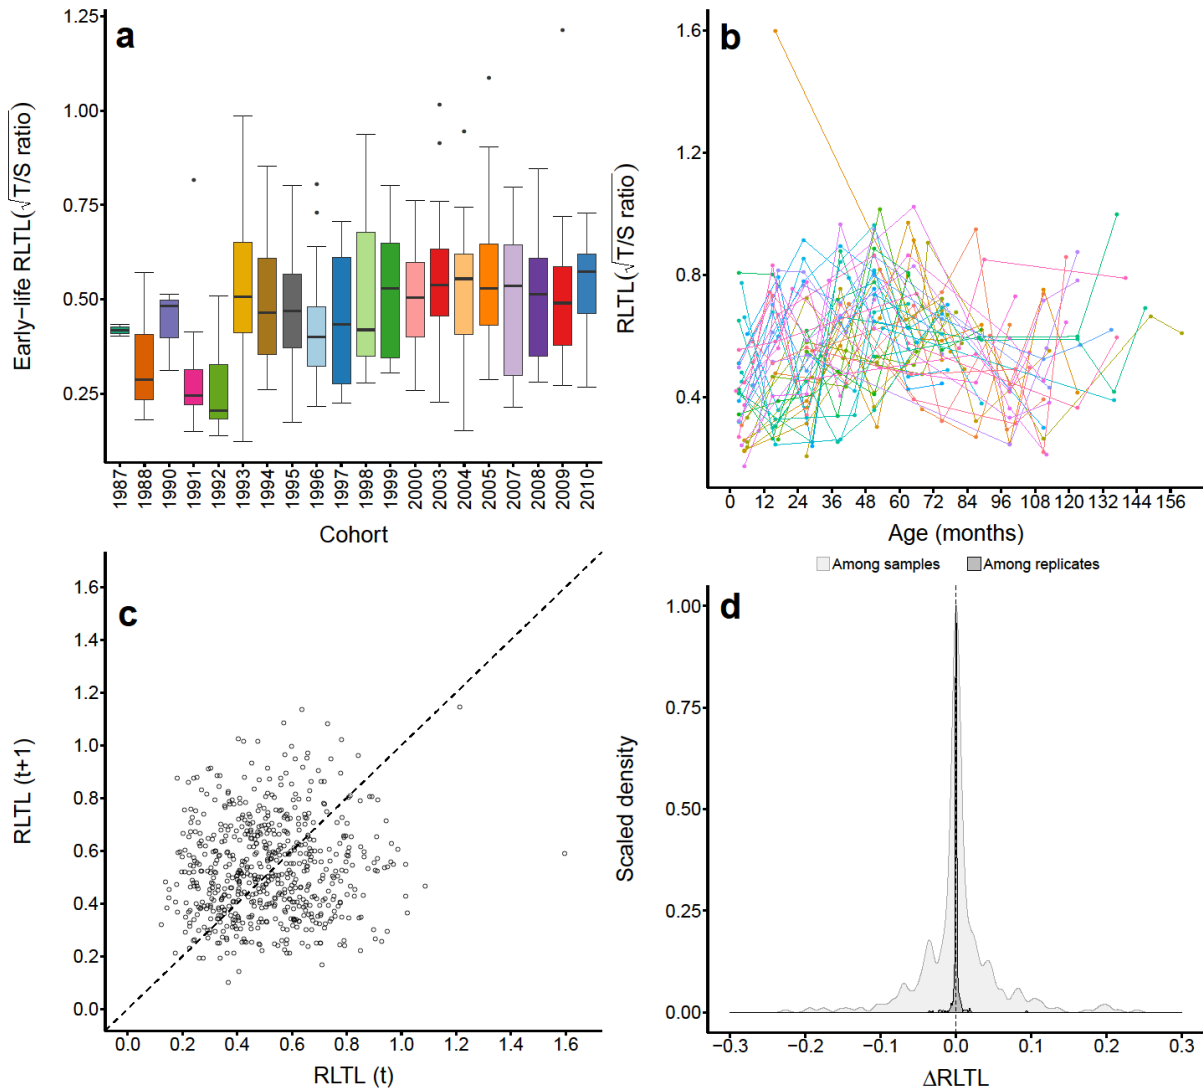 a
1.25
1.00
0.75
0.50
0.25
Early−life RLTL(√T/S ratio)
1987 1988 1990 1991 1992 1993 1994 1995 1996 1997 1998 1999 2000 2003 2004 2005 2007 2008 2009 2010
Cohort
b
1.6
1.2
0.8
0.4
RLTL(√T/S ratio)
0 12 24 36 48 60 72 84 96 108 120 132 144 156
Age (months)
c
1.6
1.4
1.2
1.0
0.8
0.6
0.4
0.2
0.0
RLTL (t+1)
0.0 0.2 0.4 0.6 0.8 1.0 1.2 1.4 1.6
RLTL (t)
Among samples Among replicates
d
1.00
0.75
0.50
0.25
0.00
Scaled density
−0.3 −0.2 −0.1 0.0 0.1 0.2 0.3
ΔRLTL